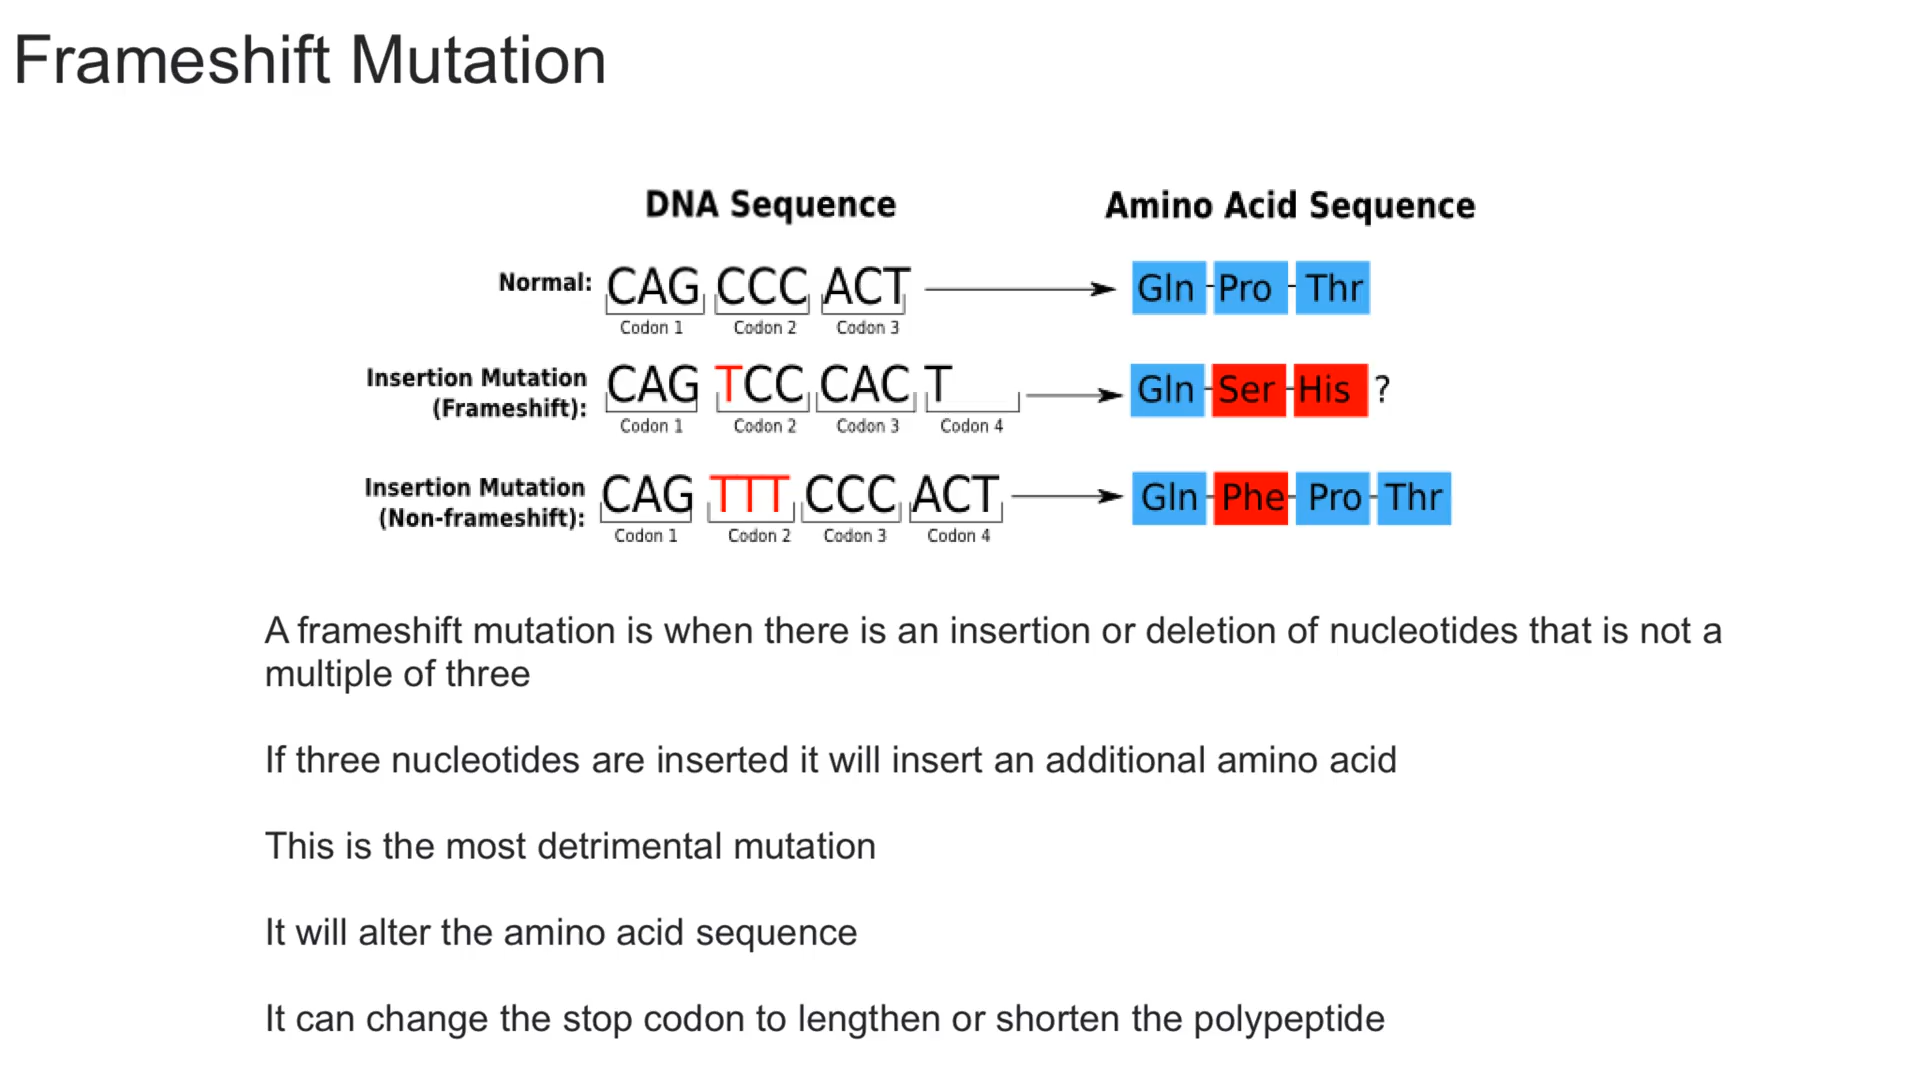 Frameshift Mutation
DNA Sequence
Amino Acid Sequence
Normal:
CAG CCC ACT
Gln - Pro - Thr
Codon 1 Codon 2 Codon 3
Insertion Mutation
(Frameshift):
CAG TCC CAC T
Gln - Ser - His ?
Codon 1 Codon 2 Codon 3 Codon 4
Insertion Mutation
(Non-frameshift):
CAG TTT CCC ACT
Gln - Phe - Pro - Thr
Codon 1 Codon 2 Codon 3 Codon 4
A frameshift mutation is when there is an insertion or deletion of nucleotides that is not a
multiple of three
If three nucleotides are inserted it will insert an additional amino acid
This is the most detrimental mutation
It will alter the amino acid sequence
It can change the stop codon to lengthen or shorten the polypeptide